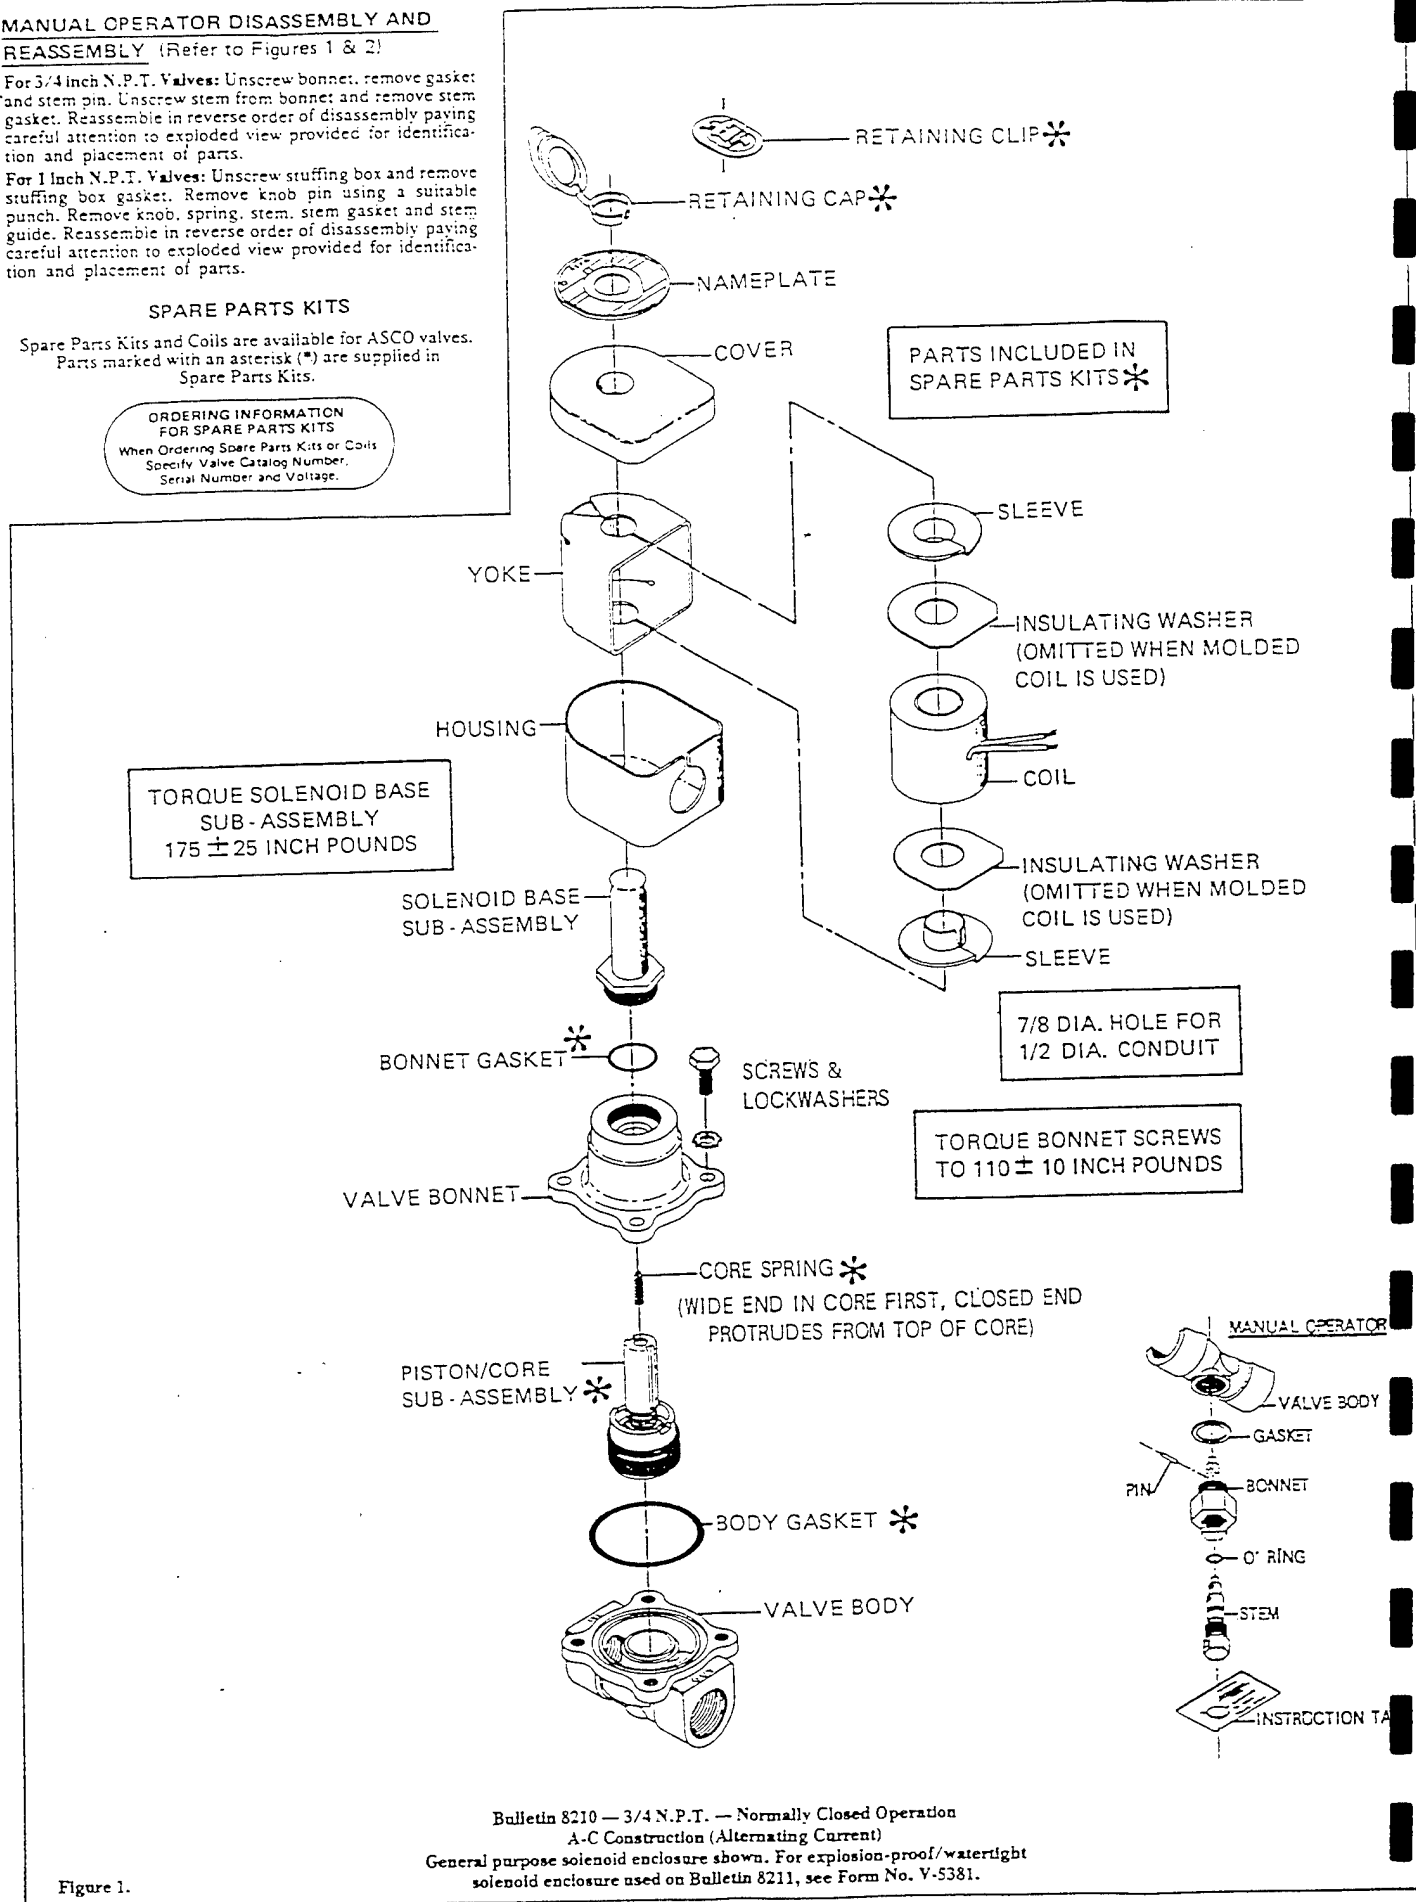 MANUAL OPERATOR DISASSEMBLY AND
REASSEMBLY (Refer to Figures 1 & 2)
For 3/4 inch N.P.T. Valves: Unscrew bonnet, remove gasket
and stem pin. Unscrew stem from bonnet and remove stem
gasket. Reassemble in reverse order of disassembly paying
careful attention to exploded view provided for identifica-
tion and placement of parts.
For 1 Inch N.P.T. Valves: Unscrew stuffing box and remove
stuffing box gasket. Remove knob pin using a suitable
punch. Remove knob, spring, stem, stem gasket and stem
guide. Reassemble in reverse order of disassembly paying
careful attention to exploded view provided for identifica-
tion and placement of parts.
SPARE PARTS KITS
Spare Parts Kits and Coils are available for ASCO valves.
Parts marked with an asterisk (*) are supplied in
Spare Parts Kits.
ORDERING INFORMATION
FOR SPARE PARTS KITS
When Ordering Spare Parts Kits or Coils
Specify Valve Catalog Number,
Serial Number and Voltage.
RETAINING CLIP*
RETAINING CAP*
NAMEPLATE
COVER
PARTS INCLUDED IN
SPARE PARTS KITS*
SLEEVE
YOKE
INSULATING WASHER
(OMITTED WHEN MOLDED
COIL IS USED)
HOUSING
COIL
TORQUE SOLENOID BASE
SUB-ASSEMBLY
175 ± 25 INCH POUNDS
INSULATING WASHER
(OMITTED WHEN MOLDED
COIL IS USED)
SOLENOID BASE
SUB-ASSEMBLY
SLEEVE
7/8 DIA. HOLE FOR
1/2 DIA. CONDUIT
BONNET GASKET*
SCREWS &
LOCKWASHERS
TORQUE BONNET SCREWS
TO 110 ± 10 INCH POUNDS
VALVE BONNET
CORE SPRING*
(WIDE END IN CORE FIRST, CLOSED END
PROTRUDES FROM TOP OF CORE)
MANUAL OPERATOR
PISTON/CORE
SUB-ASSEMBLY*
VALVE BODY
GASKET
PIN
BONNET
BODY GASKET *
O' RING
VALVE BODY
STEM
INSTRUCTION TA
Bulletin 8210 — 3/4 N.P.T. — Normally Closed Operation
A-C Construction (Alternating Current)
General purpose solenoid enclosure shown. For explosion-proof/watertight
solenoid enclosure used on Bulletin 8211, see Form No. V-5381.
Figure 1.